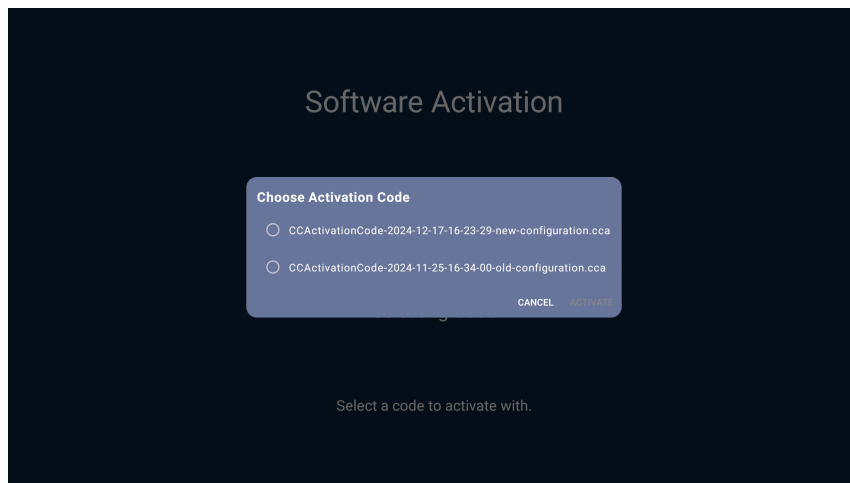 Software Activation
Choose Activation Code
CCActivationCode-2024-12-17-16-23-29-new-configuration.cca
CCActivationCode-2024-11-25-16-34-00-old-configuration.cca
CANCEL ACTIVATE
Select a code to activate with.